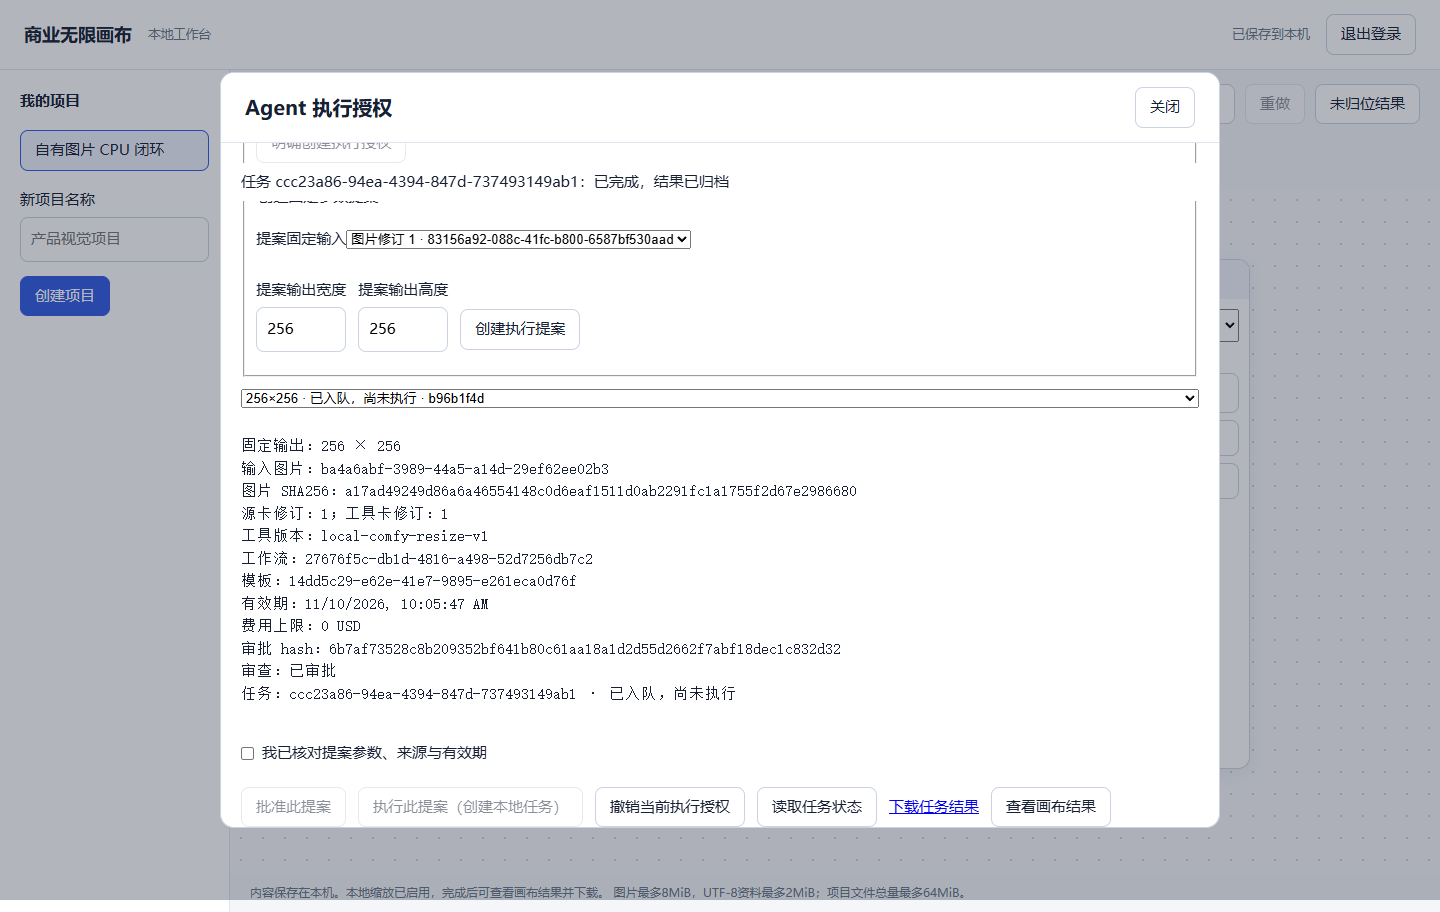 商业无限画布 本地工作台 已保存到本机 退出登录
我的项目
自有图片 CPU 闭环
新项目名称
产品视觉项目
创建项目
重做 未归位结果
Agent 执行授权 关闭
明确创建执行授权
任务 ccc23a86-94ea-4394-847d-737493149ab1：已完成，结果已归档
提案固定输入 图片修订 1 · 83156a92-088c-41fc-b800-6587bf530aad
提案输出宽度 提案输出高度
256 256 创建执行提案
256×256 · 已入队，尚未执行 · b96b1f4d
固定输出：256 × 256
输入图片：ba4a6abf-3989-44a5-a14d-29ef62ee02b3
图片 SHA256：a17ad49249d86a6a46554148c0d6eaf1511d0ab2291fc1a1755f2d67e2986680
源卡修订：1；工具卡修订：1
工具版本：local-comfy-resize-v1
工作流：27676f5c-db1d-4816-a498-52d7256db7c2
模板：14dd5c29-e62e-41e7-9895-e261eca0d76f
有效期：11/10/2026, 10:05:47 AM
费用上限：0 USD
审批 hash：6b7af73528c8b209352bf641b80c61aa18a1d2d55d2662f7abf18dec1c832d32
审查：已审批
任务：ccc23a86-94ea-4394-847d-737493149ab1 · 已入队，尚未执行
我已核对提案参数、来源与有效期
批准此提案 执行此提案（创建本地任务） 撤销当前执行授权 读取任务状态 下载任务结果 查看画布结果
内容保存在本机。本地缩放已启用，完成后可查看画布结果并下载。 图片最多8MiB，UTF-8资料最多2MiB；项目文件总量最多64MiB。